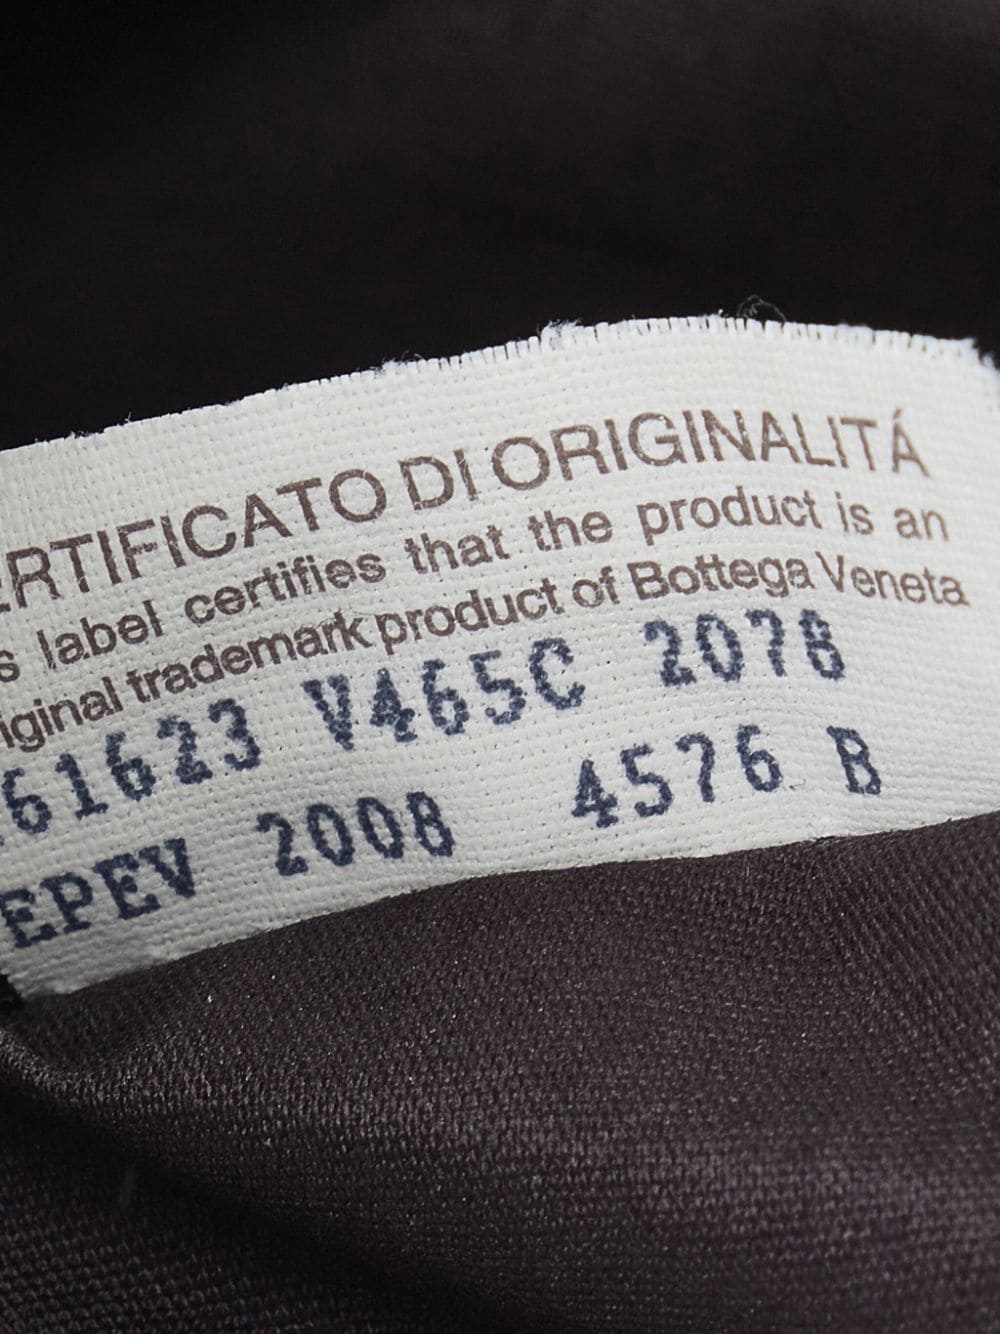 ERTIFICATO DI ORIGINALITÁ
s label certifies that the product is an
iginal trademark product of Bottega Veneta
61623 V465C 2078
EPEV 2008 4576 B